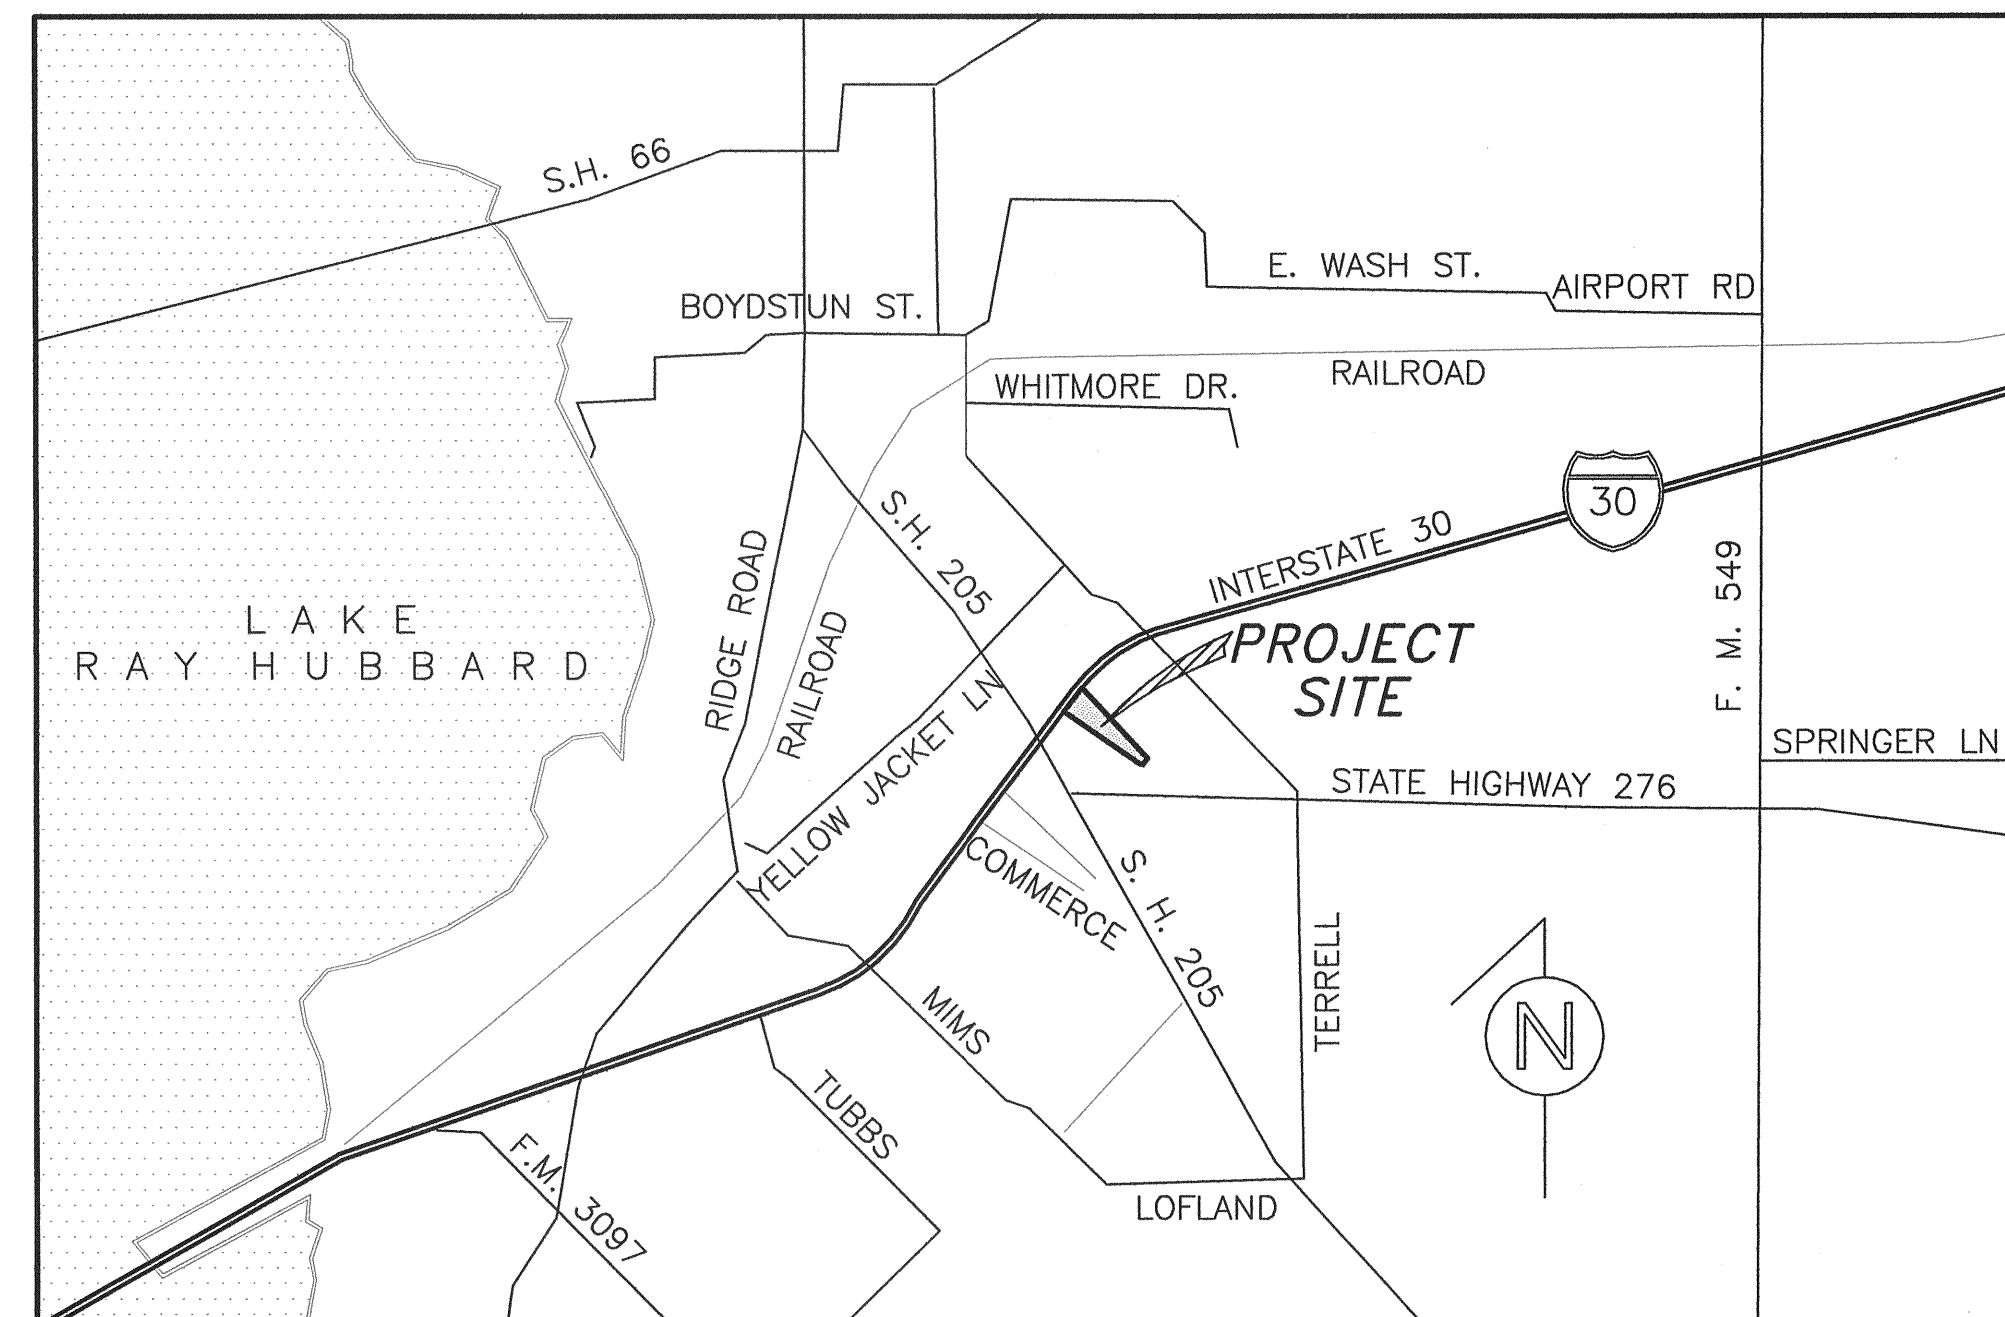 S.H. 66
E. WASH ST.
AIRPORT RD
BOYDSTUN ST.
RAILROAD
WHITMORE DR.
30
S.H. 205
INTERSTATE 30
RIDGE ROAD
F. M. 549
LAKE
RAY HUBBARD
RAILROAD
PROJECT
SITE
YELLOW JACKET LN
SPRINGER LN
STATE HIGHWAY 276
COMMERCE
S. H. 205
TERRELL
MIMS
N
TUBBS
F.M. 3097
LOFLAND